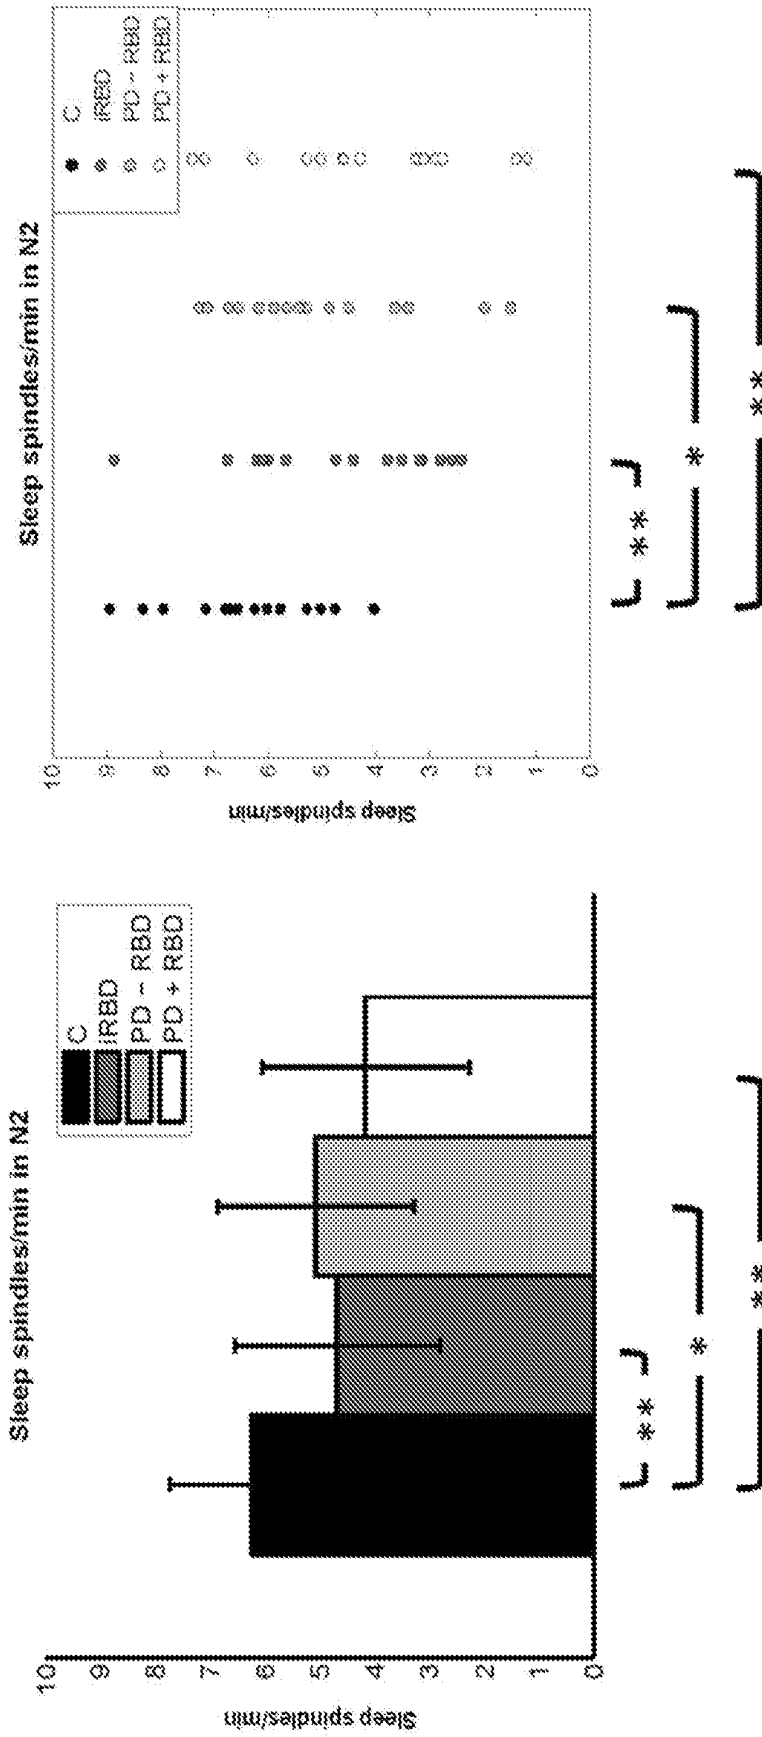 Sleep spindles/min in N2
C
iRBD
PD - RBD
PD + RBD
10
9
8
7
6
5
4
3
2
1
0
Sleep spindles/min
**
*
**
Sleep spindles/min in N2
C
iRBD
PD - RBD
PD + RBD
10
9
8
7
6
5
4
3
2
1
0
Sleep spindles/min
**
*
**